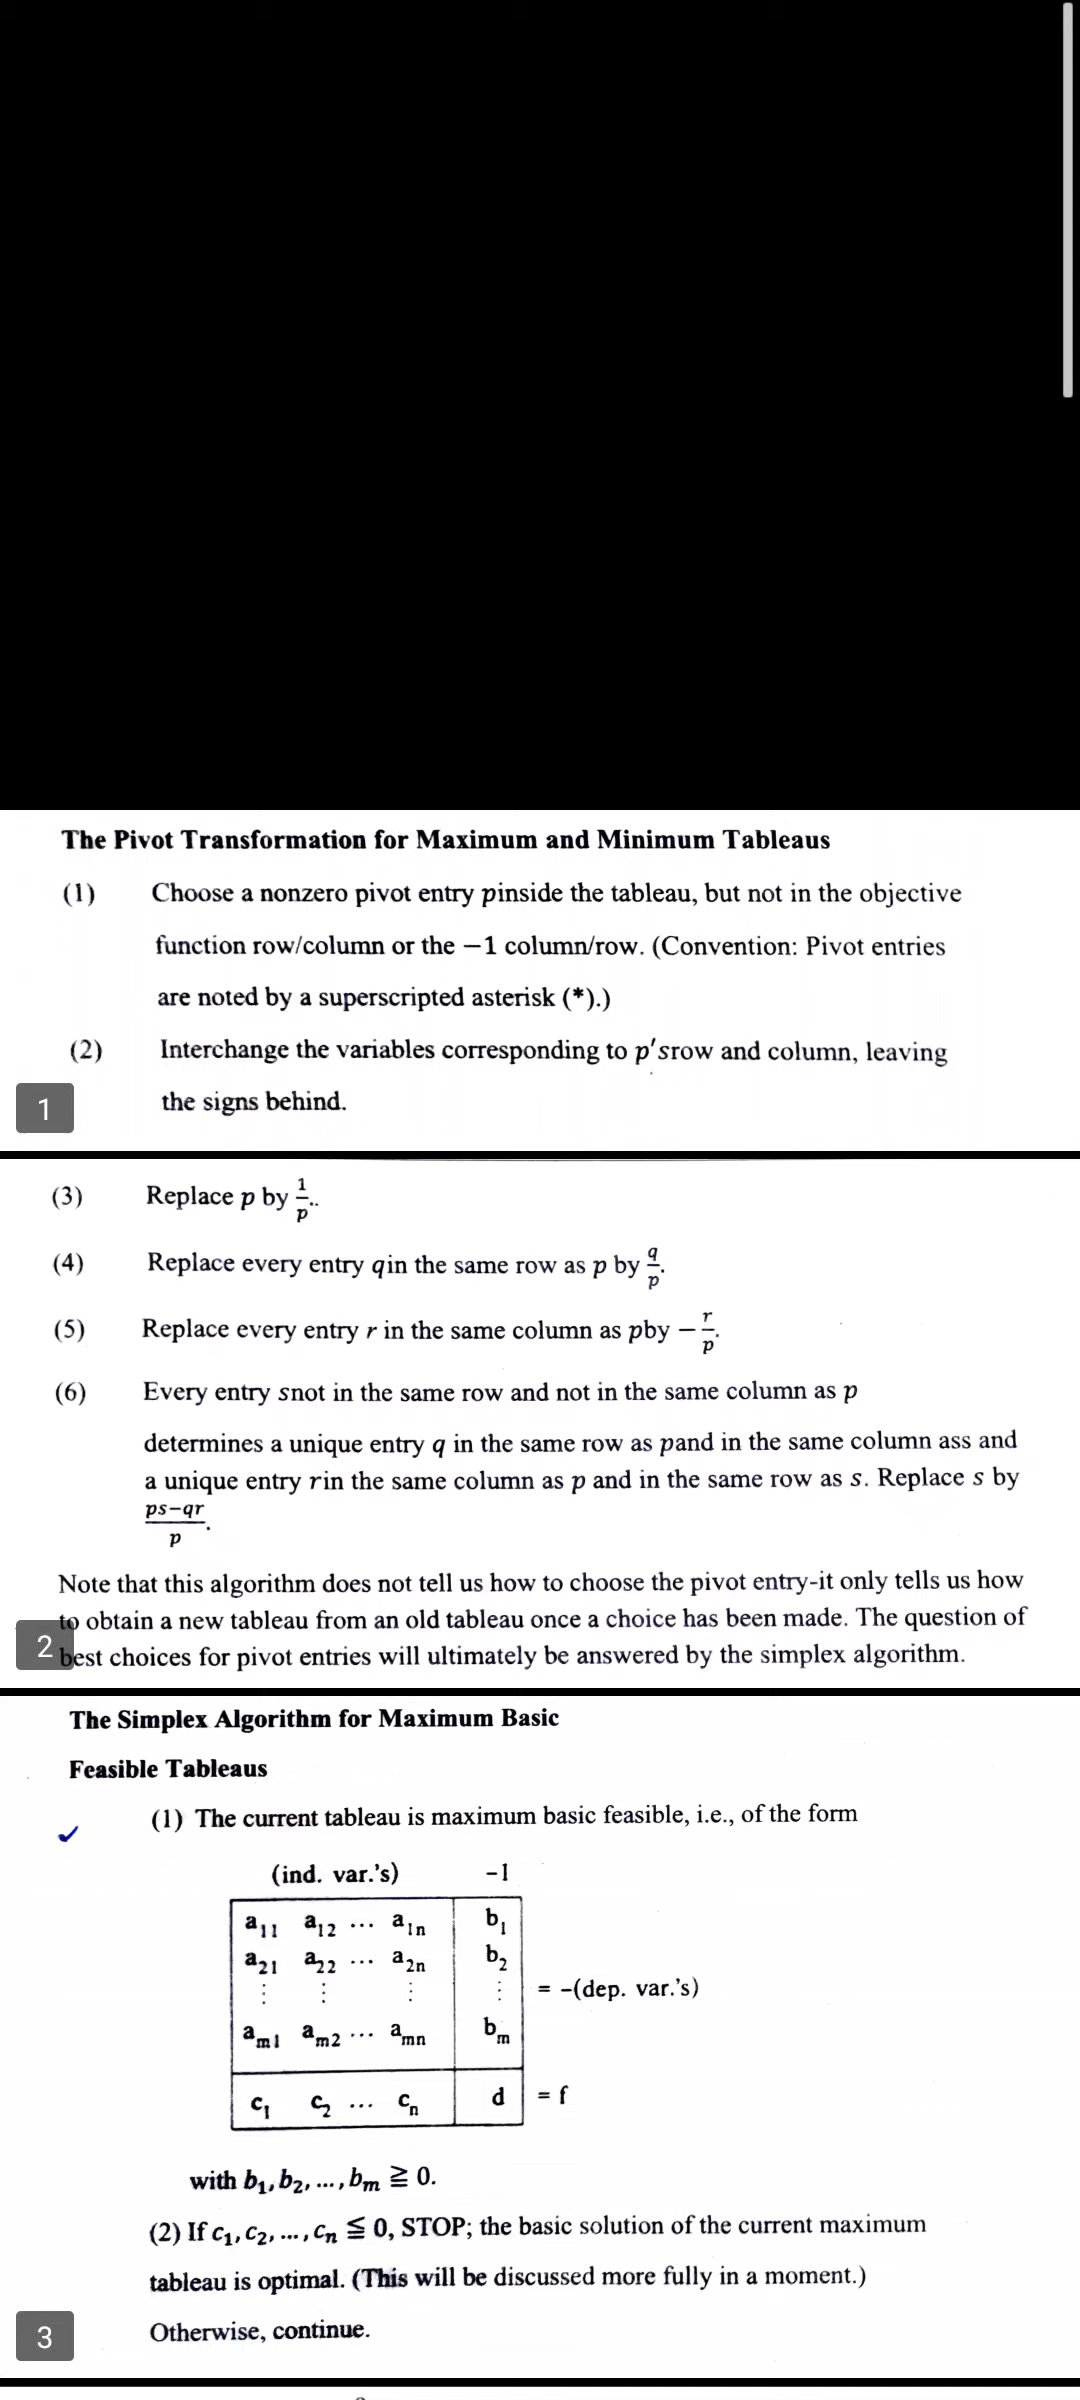 The Pivot Transformation for Maximum and Minimum Tableaus
(1) Choose a nonzero pivot entry pinside the tableau, but not in the objective
function row/column or the −1 column/row. (Convention: Pivot entries
are noted by a superscripted asterisk (*).)
(2) Interchange the variables corresponding to p′srow and column, leaving
the signs behind.
1
(3) Replace p by 1/p..
(4) Replace every entry qin the same row as p by q/p.
(5) Replace every entry r in the same column as pby −r/p.
(6) Every entry snot in the same row and not in the same column as p
determines a unique entry q in the same row as pand in the same column ass and
a unique entry rin the same column as p and in the same row as s. Replace s by
ps−qr/p.
Note that this algorithm does not tell us how to choose the pivot entry-it only tells us how
to obtain a new tableau from an old tableau once a choice has been made. The question of
best choices for pivot entries will ultimately be answered by the simplex algorithm.
2
The Simplex Algorithm for Maximum Basic
Feasible Tableaus
(1) The current tableau is maximum basic feasible, i.e., of the form
(ind. var.'s) −1
a₁₁ a₁₂ ... a₁ₙ b₁
a₂₁ a₂₂ ... a₂ₙ b₂
⋮ ⋮ ⋮ ⋮ = -(dep. var.'s)
aₘ₁ aₘ₂ ... aₘₙ bₘ
c₁ c₂ ... cₙ d = f
with b₁, b₂, ..., bₘ ≧ 0.
(2) If c₁, c₂, ..., cₙ ≦ 0, STOP; the basic solution of the current maximum
tableau is optimal. (This will be discussed more fully in a moment.)
Otherwise, continue.
3